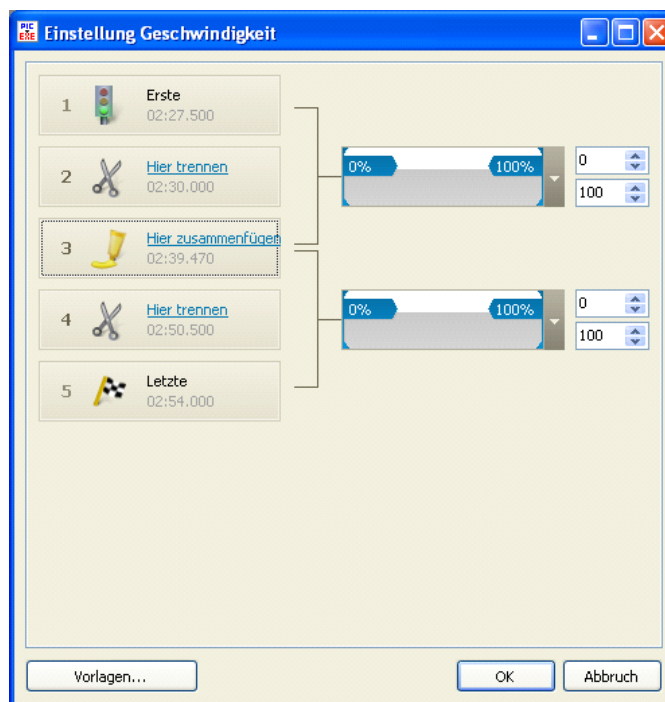 PIC
EXE
Einstellung Geschwindigkeit
1
Erste
02:27.500
2
Hier trennen
02:30.000
3
Hier zusammenfügen
02:39.470
4
Hier trennen
02:50.500
5
Letzte
02:54.000
0%
100%
0
100
0%
100%
0
100
Vorlagen...
OK
Abbruch